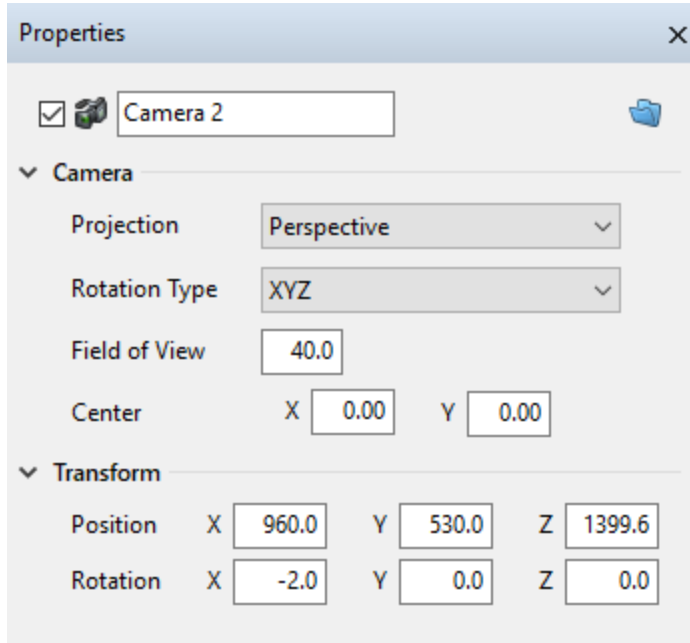 Properties
Camera 2
Camera
Projection Perspective
Rotation Type XYZ
Field of View 40.0
Center X 0.00 Y 0.00
Transform
Position X 960.0 Y 530.0 Z 1399.6
Rotation X -2.0 Y 0.0 Z 0.0